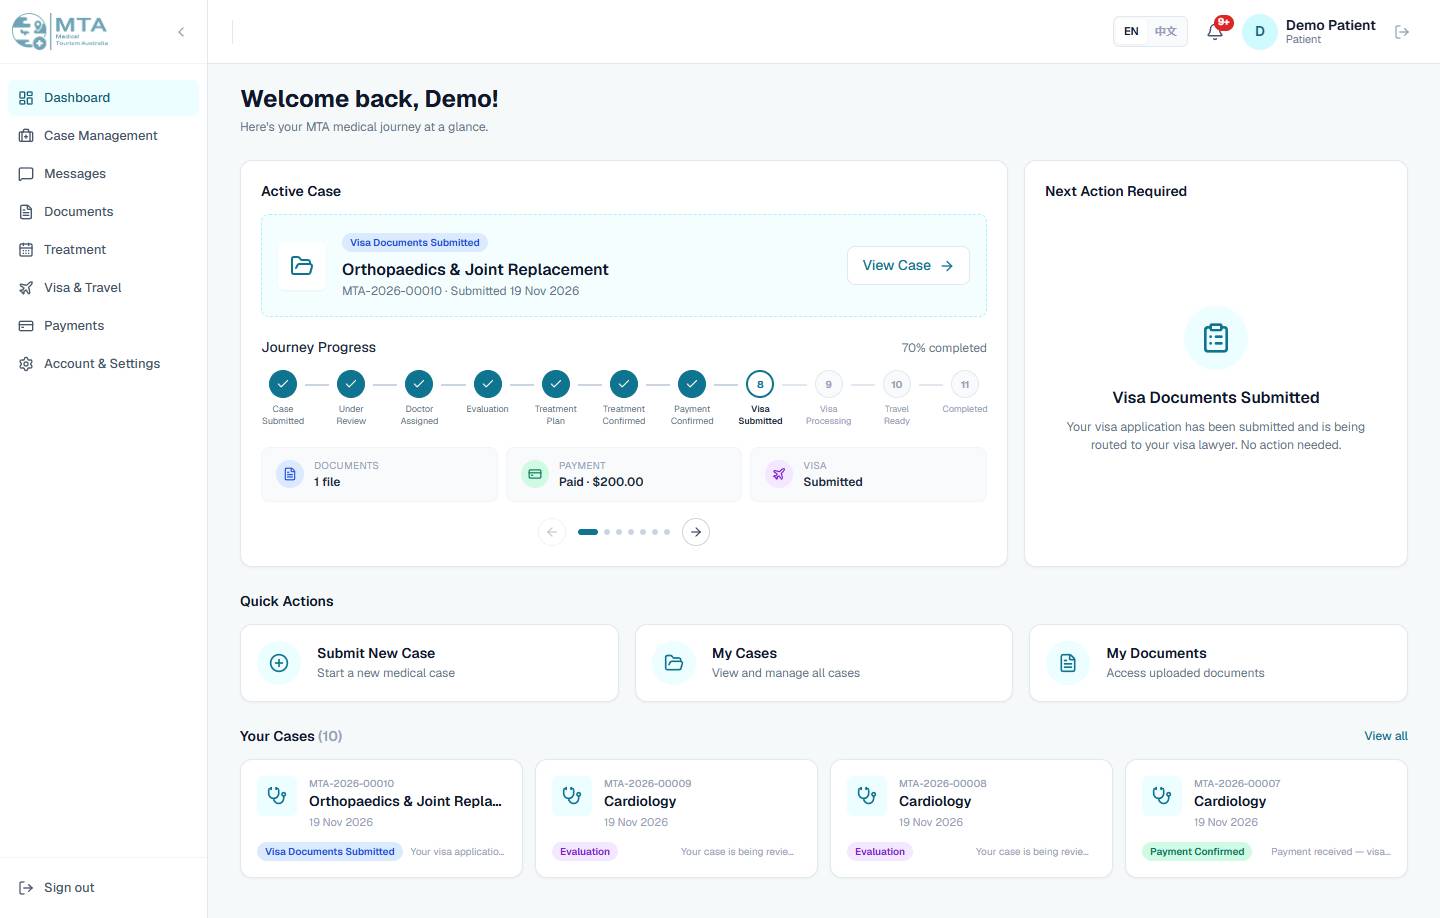 MTA
Medical
Tourism Australia
EN
中文
9+
D
Demo Patient
Patient
Dashboard
Case Management
Messages
Documents
Treatment
Visa & Travel
Payments
Account & Settings
Sign out
Welcome back, Demo!
Here's your MTA medical journey at a glance.
Active Case
Visa Documents Submitted
Orthopaedics & Joint Replacement
MTA-2026-00010 · Submitted 19 Nov 2026
View Case
Journey Progress
70% completed
8
9
10
11
Case
Submitted
Under
Review
Doctor
Assigned
Evaluation
Treatment
Plan
Treatment
Confirmed
Payment
Confirmed
Visa
Submitted
Visa
Processing
Travel
Ready
Completed
DOCUMENTS
1 file
PAYMENT
Paid · $200.00
VISA
Submitted
Next Action Required
Visa Documents Submitted
Your visa application has been submitted and is being
routed to your visa lawyer. No action needed.
Quick Actions
Submit New Case
Start a new medical case
My Cases
View and manage all cases
My Documents
Access uploaded documents
Your Cases (10)
View all
MTA-2026-00010
Orthopaedics & Joint Repla...
19 Nov 2026
Visa Documents Submitted
Your visa applicatio...
MTA-2026-00009
Cardiology
19 Nov 2026
Evaluation
Your case is being revie...
MTA-2026-00008
Cardiology
19 Nov 2026
Evaluation
Your case is being revie...
MTA-2026-00007
Cardiology
19 Nov 2026
Payment Confirmed
Payment received — visa...